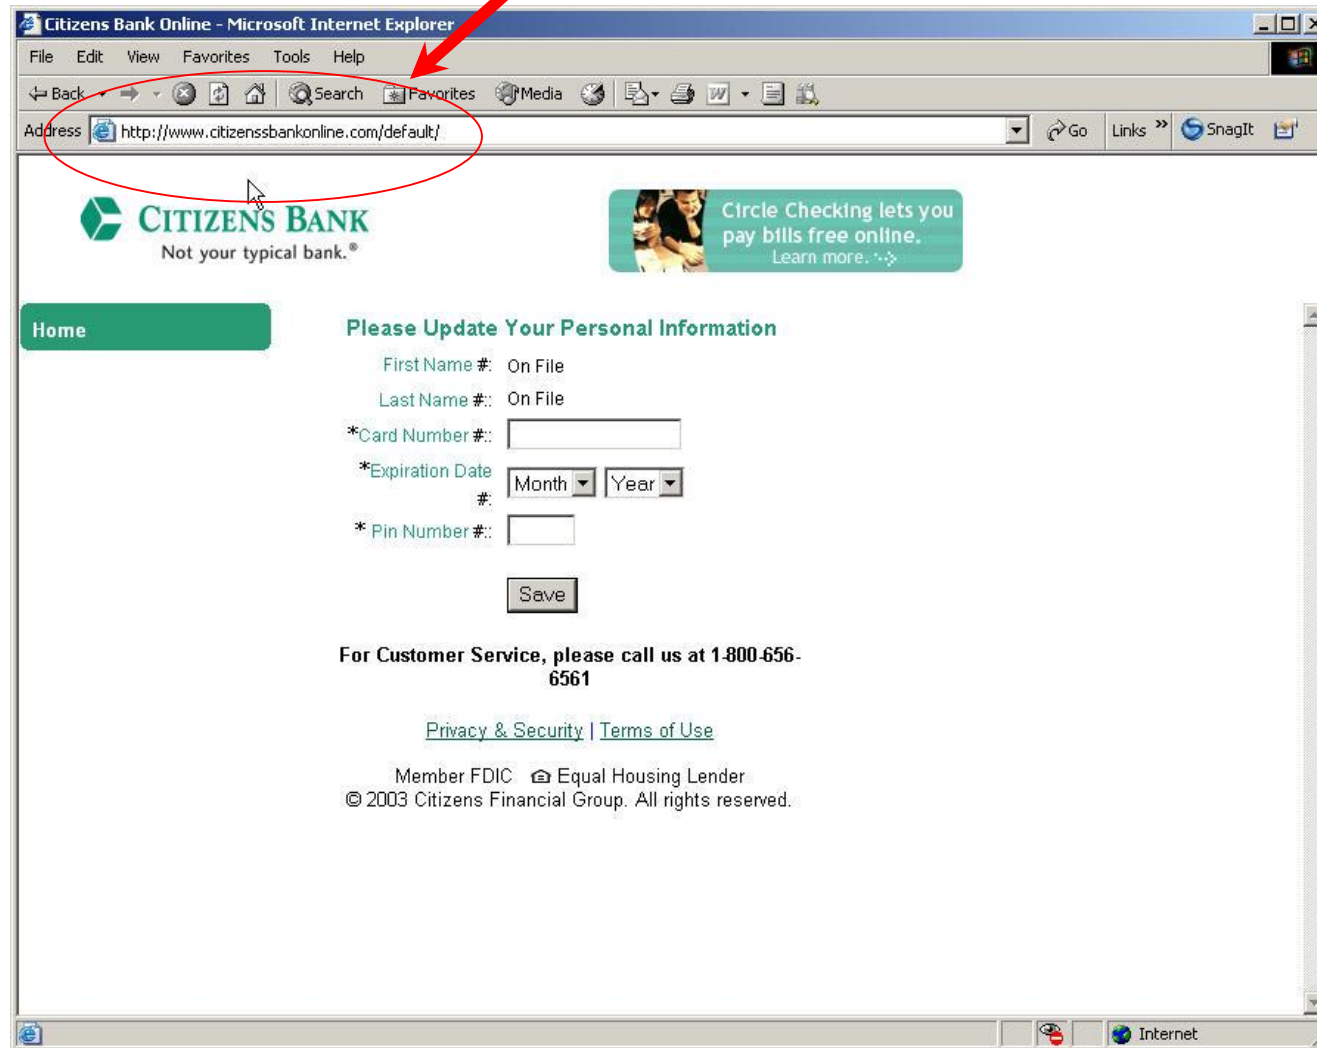 Citizens Bank Online - Microsoft Internet Explorer
File Edit View Favorites Tools Help
Back Search Favorites Media
Address http://www.citizenssbankonline.com/default/ Go Links » SnagIt
CITIZENS BANK
Not your typical bank.®
Circle Checking lets you
pay bills free online.
Learn more.
Home
Please Update Your Personal Information
First Name #: On File
Last Name #:: On File
*Card Number #::
*Expiration Date
#: Month Year
* Pin Number #::
Save
For Customer Service, please call us at 1-800-656-
6561
Privacy & Security | Terms of Use
Member FDIC Equal Housing Lender
© 2003 Citizens Financial Group. All rights reserved.
Internet